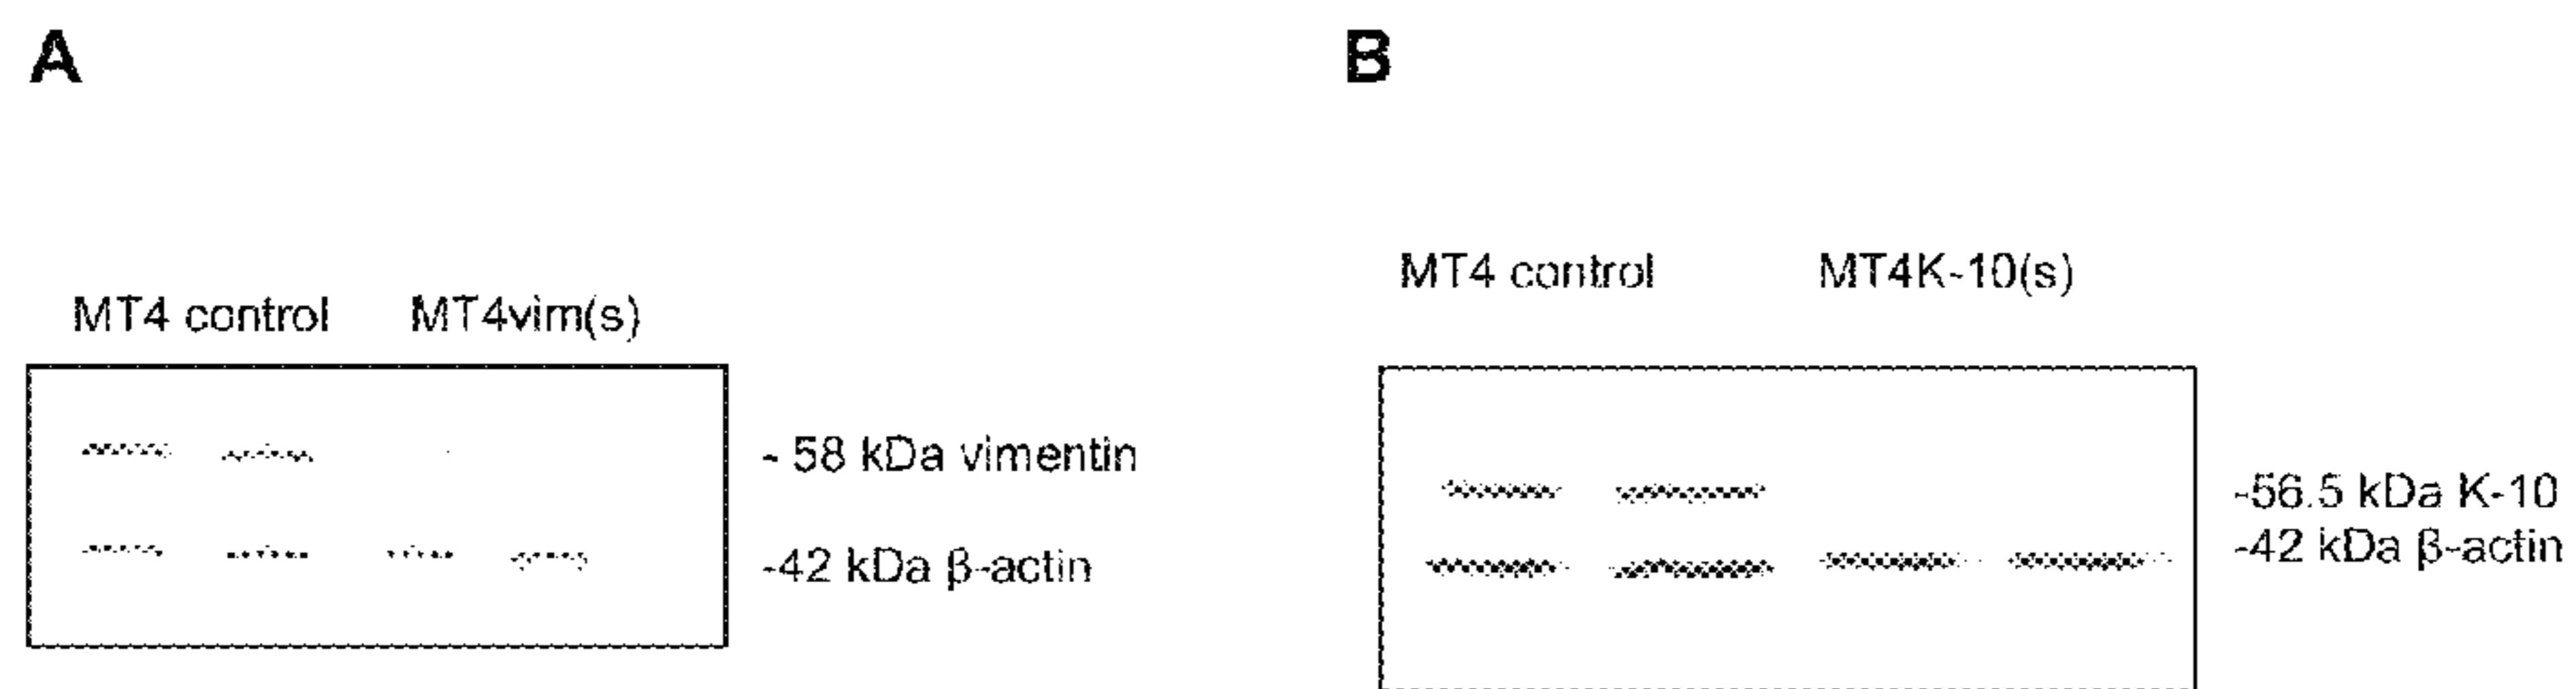 A
B
MT4 control MT4vim(s)
- 58 kDa vimentin
-42 kDa β-actin
MT4 control MT4K-10(s)
-56.5 kDa K-10
-42 kDa β-actin